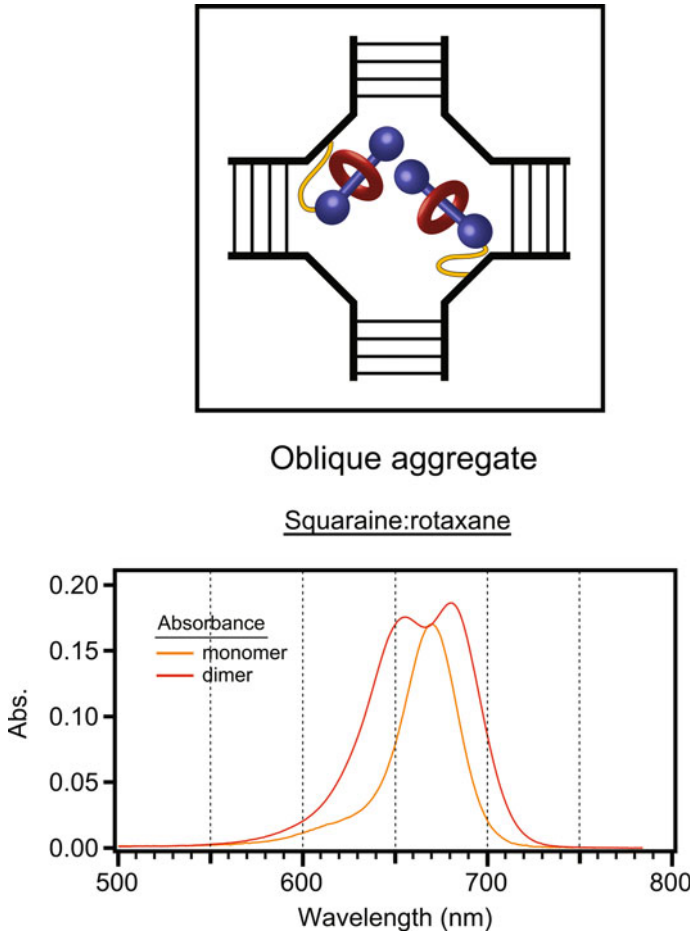 Oblique aggregate
Squaraine:rotaxane
Absorbance
monomer
dimer
Abs.
0.20
0.15
0.10
0.05
0.00
500
600
700
800
Wavelength (nm)